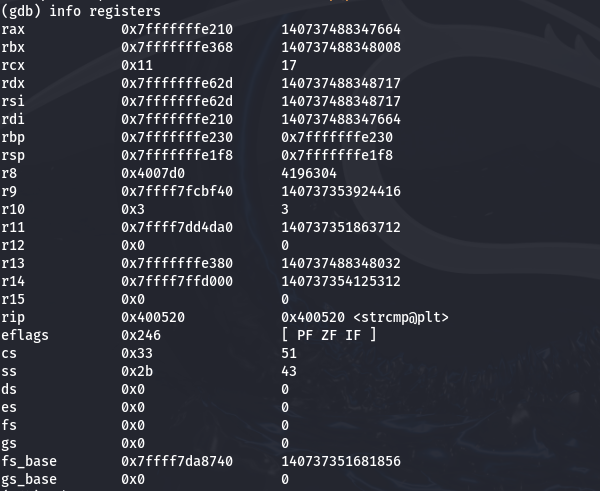 (gdb) info registers
rax 0x7fffffffe210 140737488347664
rbx 0x7fffffffe368 140737488348008
rcx 0x11 17
rdx 0x7fffffffe62d 140737488348717
rsi 0x7fffffffe62d 140737488348717
rdi 0x7fffffffe210 140737488347664
rbp 0x7fffffffe230 0x7fffffffe230
rsp 0x7fffffffe1f8 0x7fffffffe1f8
r8 0x4007d0 4196304
r9 0x7ffff7fcbf40 140737353924416
r10 0x3 3
r11 0x7ffff7dd4da0 140737351863712
r12 0x0 0
r13 0x7fffffffe380 140737488348032
r14 0x7ffff7ffd000 140737354125312
r15 0x0 0
rip 0x400520 0x400520 <strcmp@plt>
eflags 0x246 [ PF ZF IF ]
cs 0x33 51
ss 0x2b 43
ds 0x0 0
es 0x0 0
fs 0x0 0
gs 0x0 0
fs_base 0x7ffff7da8740 140737351681856
gs_base 0x0 0